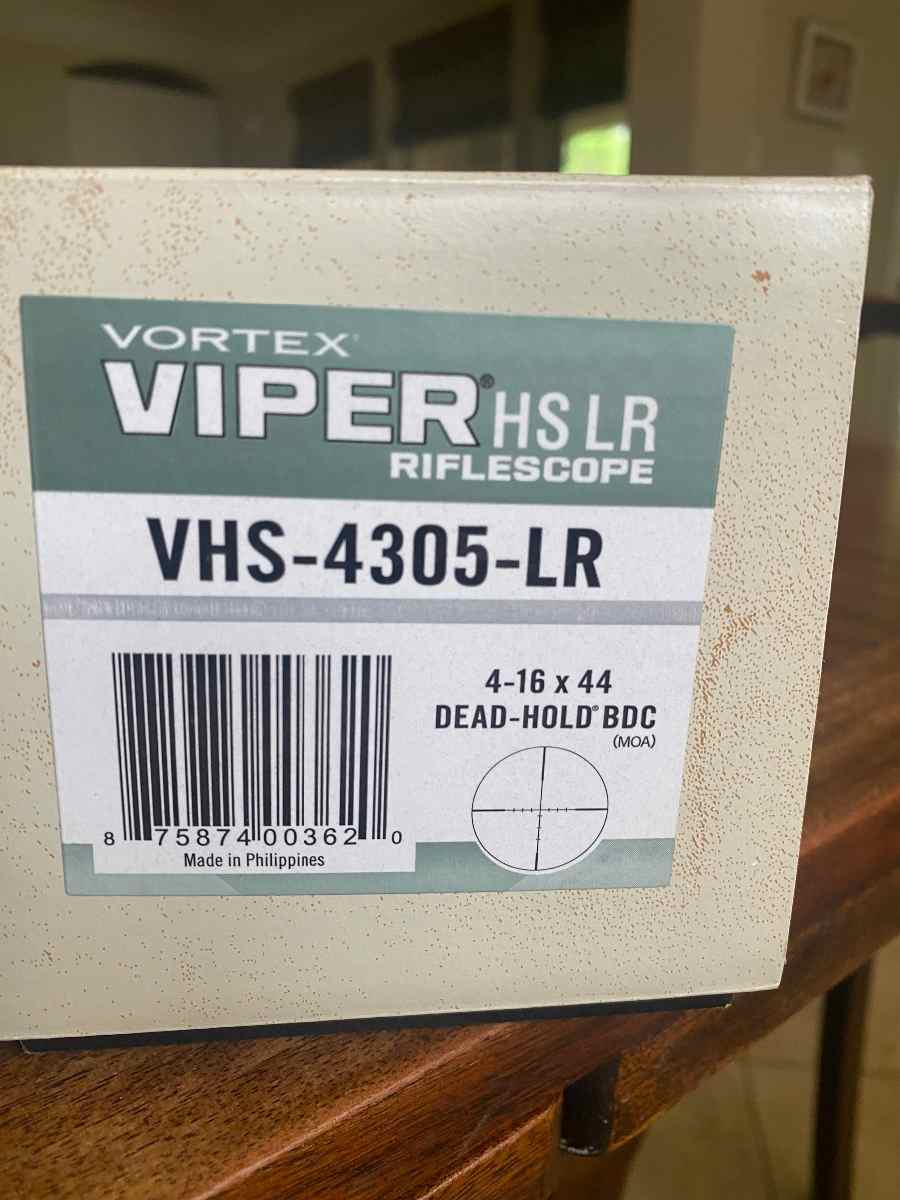 VORTEX®
VIPER® HS LR
RIFLESCOPE
VHS-4305-LR
4-16 x 44
DEAD-HOLD® BDC
(MOA)
8 75874 00362 0
Made in Philippines